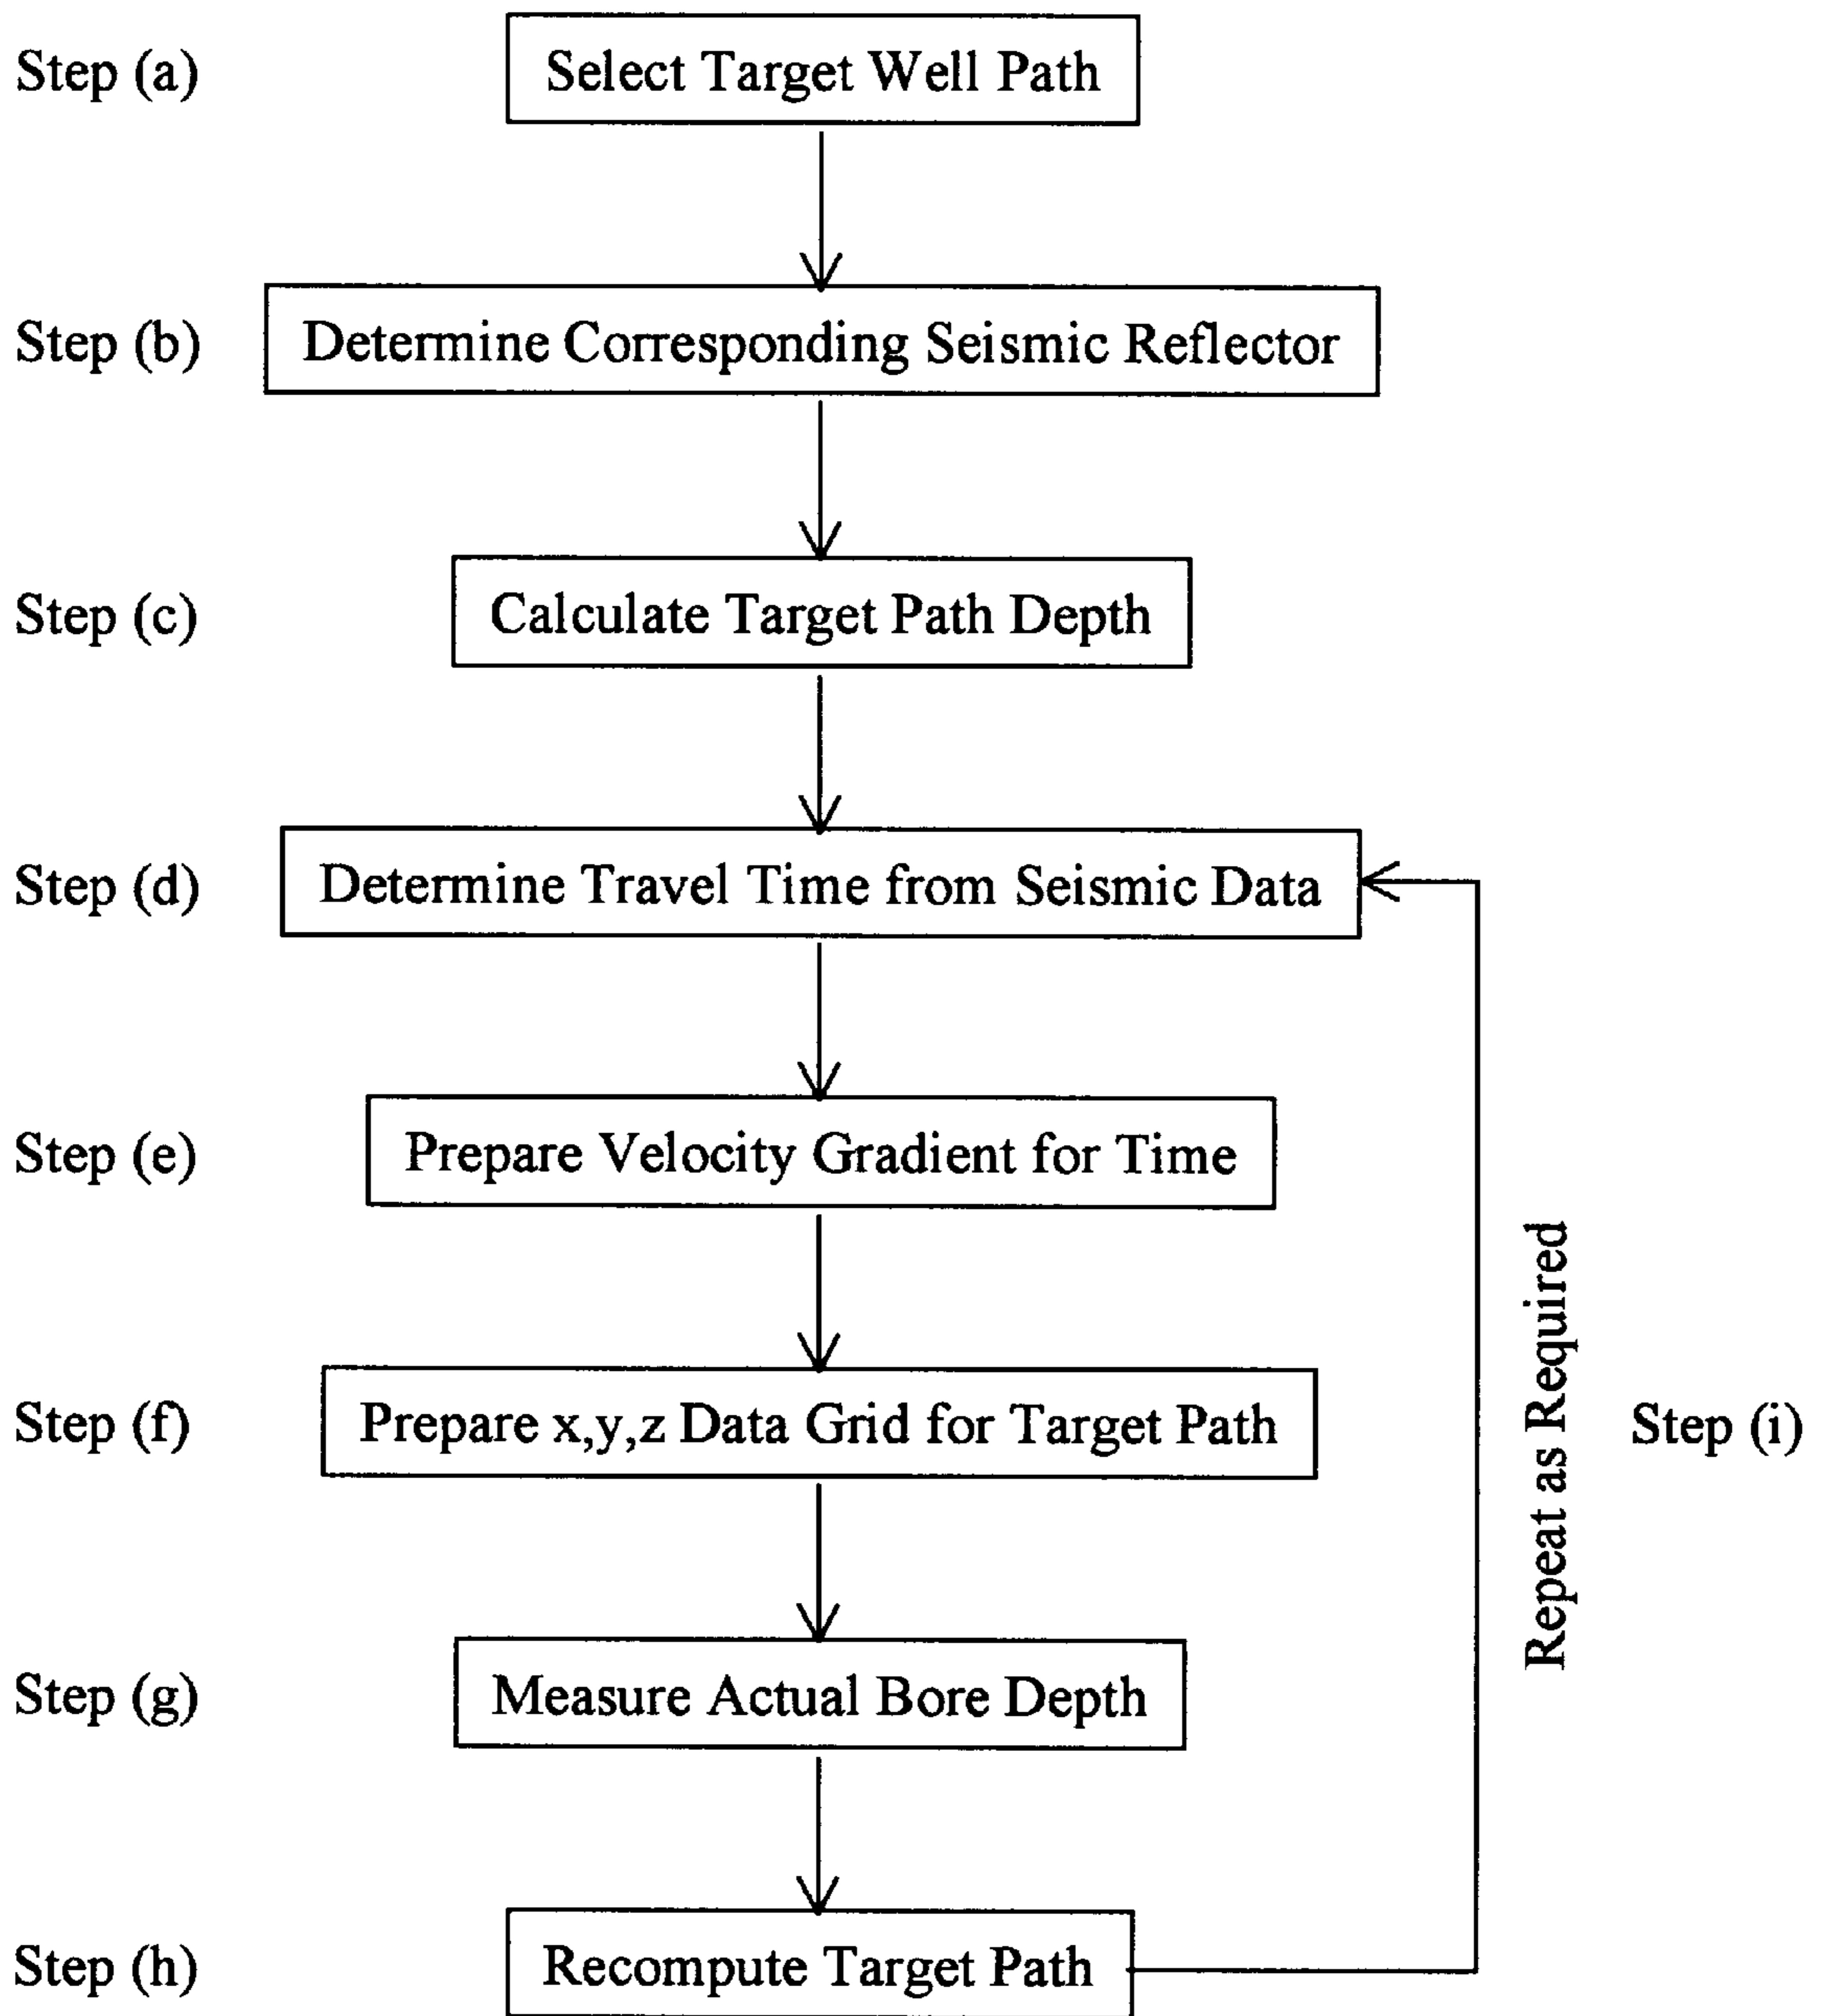 Step (a)
Select Target Well Path
Step (b)
Determine Corresponding Seismic Reflector
Step (c)
Calculate Target Path Depth
Step (d)
Determine Travel Time from Seismic Data
Step (e)
Prepare Velocity Gradient for Time
Step (f)
Prepare x,y,z Data Grid for Target Path
Repeat as Required
Step (i)
Step (g)
Measure Actual Bore Depth
Step (h)
Recompute Target Path